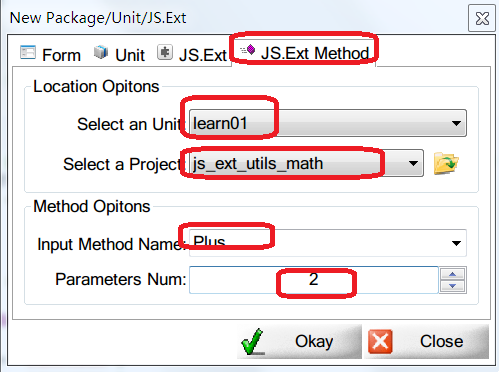 New Package/Unit/JS.Ext
Form Unit JS.Ext JS.Ext Method
Location Opitons
Select an Unit: learn01
Select a Project: js_ext_utils_math
Method Opitons
Input Method Name: Plus
Parameters Num: 2
Okay Close